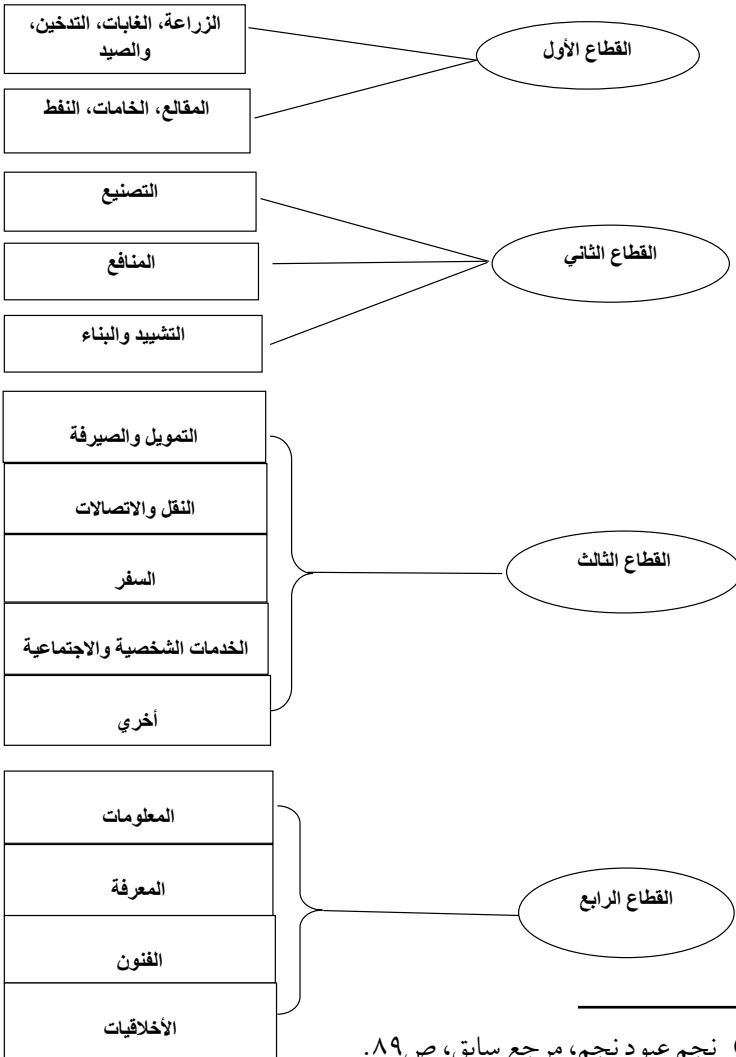 القطاع الأول
الزراعة، الغابات، التدخين،
والصيد
المقالع، الخامات، النفط
القطاع الثاني
التصنيع
المنافع
التشييد والبناء
القطاع الثالث
التمويل والصيرفة
النقل والاتصالات
السفر
الخدمات الشخصية والاجتماعية
أخري
القطاع الرابع
المعلومات
المعرفة
الفنون
الأخلاقيات
نجم عبود نجم، مرجع سابق، ص٨٩.